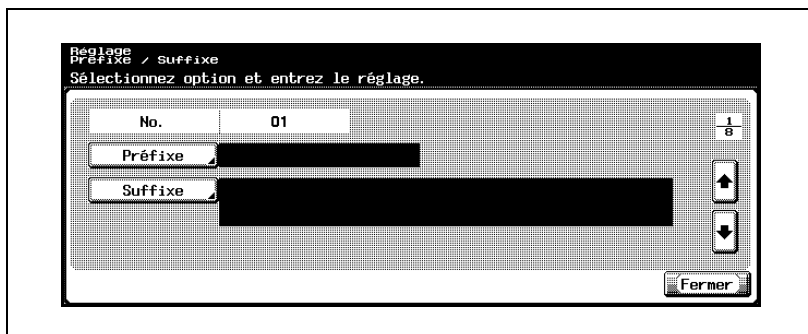 Réglage
Préfixe / Suffixe
Sélectionnez option et entrez le réglage.
No. 01
1
8
Préfixe
Suffixe
Fermer